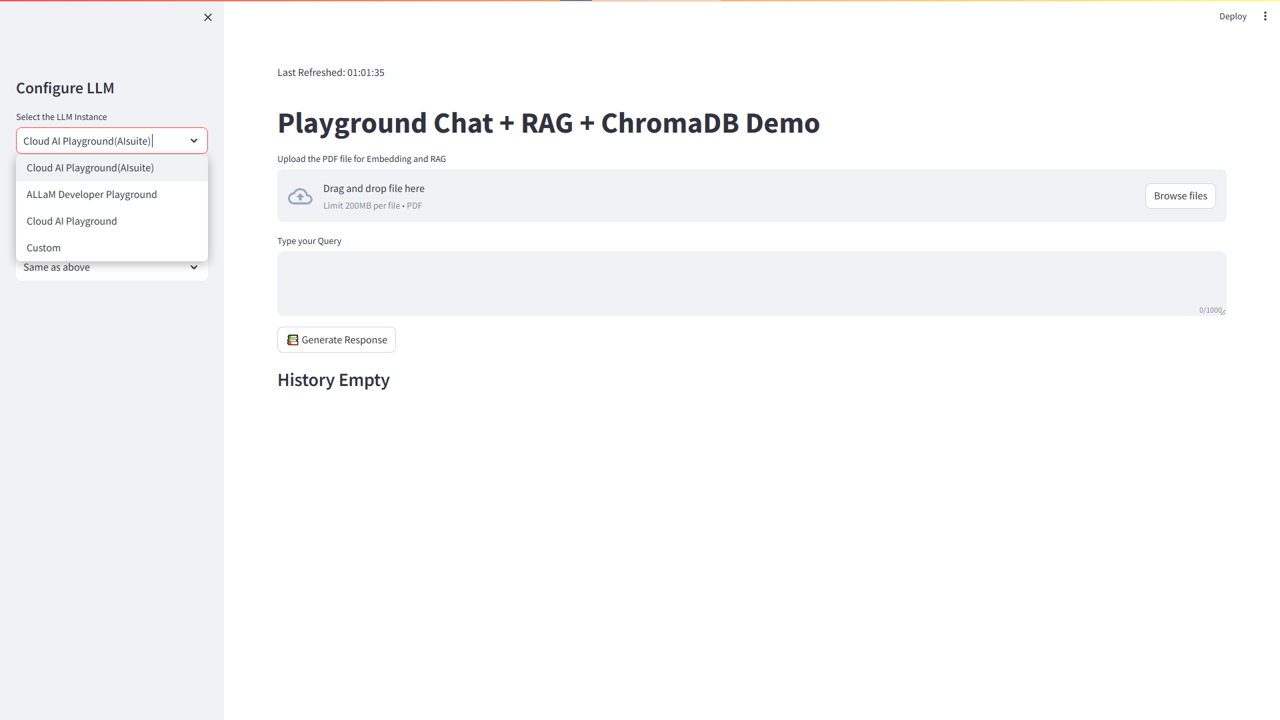 Deploy
Configure LLM
Select the LLM Instance
Cloud AI Playground(AIsuite)
Cloud AI Playground(AIsuite)
ALLaM Developer Playground
Cloud AI Playground
Custom
Same as above
Last Refreshed: 01:01:35
Playground Chat + RAG + ChromaDB Demo
Upload the PDF file for Embedding and RAG
Drag and drop file here
Limit 200MB per file • PDF
Browse files
Type your Query
0/1000
Generate Response
History Empty